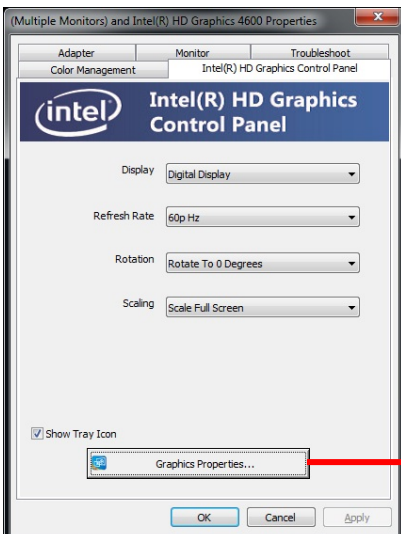 (Multiple Monitors) and Intel(R) HD Graphics 4600 Properties
Adapter Monitor Troubleshoot
Color Management Intel(R) HD Graphics Control Panel
intel Intel(R) HD Graphics
Control Panel
Display Digital Display
Refresh Rate 60p Hz
Rotation Rotate To 0 Degrees
Scaling Scale Full Screen
Show Tray Icon
Graphics Properties...
OK Cancel Apply